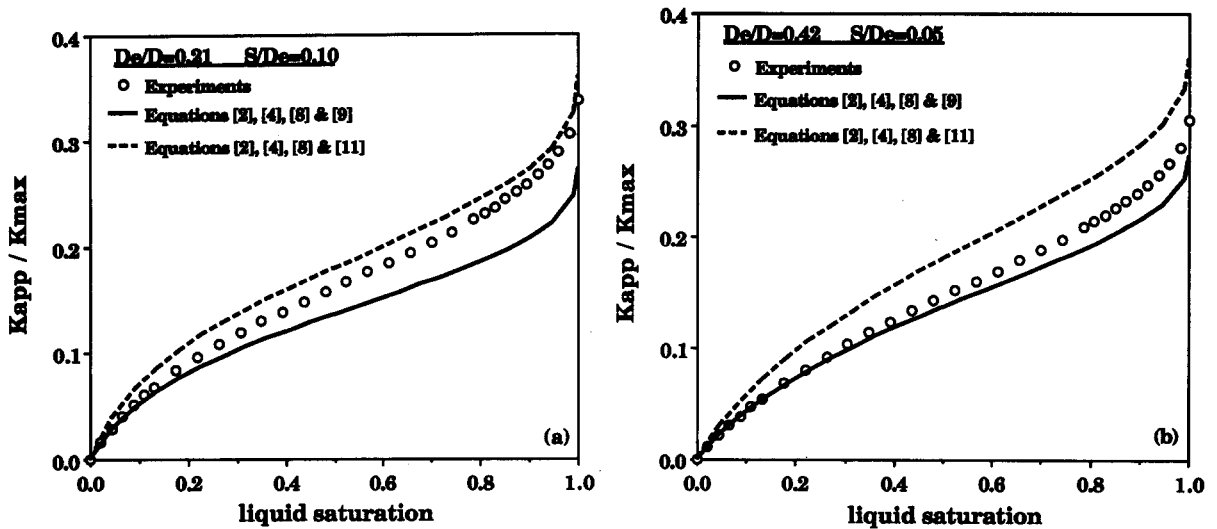 De/D=0.21 S/De=0.10
Experiments
Equations [2], [4], [8] & [9]
Equations [2], [4], [8] & [11]
Kapp / Kmax
0.4
0.3
0.2
0.1
0.0
0.0 0.2 0.4 0.6 0.8 1.0
liquid saturation
(a)
De/D=0.42 S/De=0.05
Experiments
Equations [2], [4], [8] & [9]
Equations [2], [4], [8] & [11]
Kapp / Kmax
0.4
0.3
0.2
0.1
0.0
0.0 0.2 0.4 0.6 0.8 1.0
liquid saturation
(b)